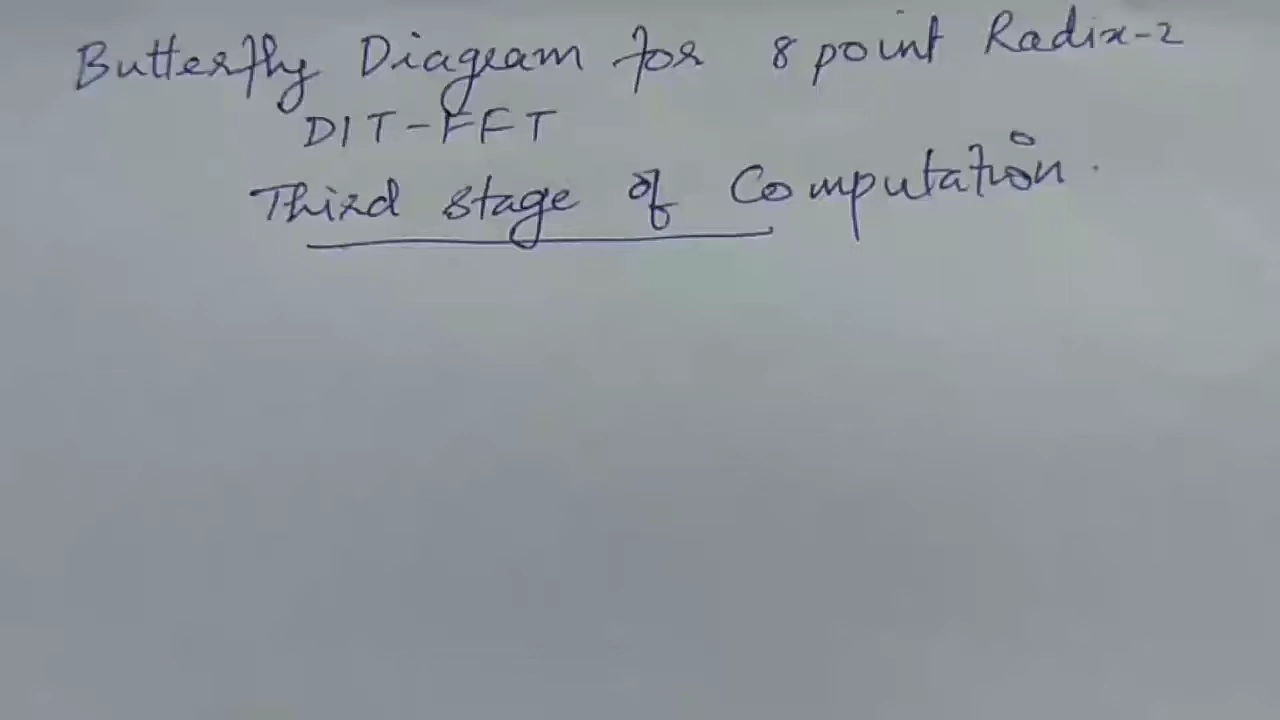 Butterfly Diagram for 8 point Radix-2
DIT-FFT
Third stage of Computation.